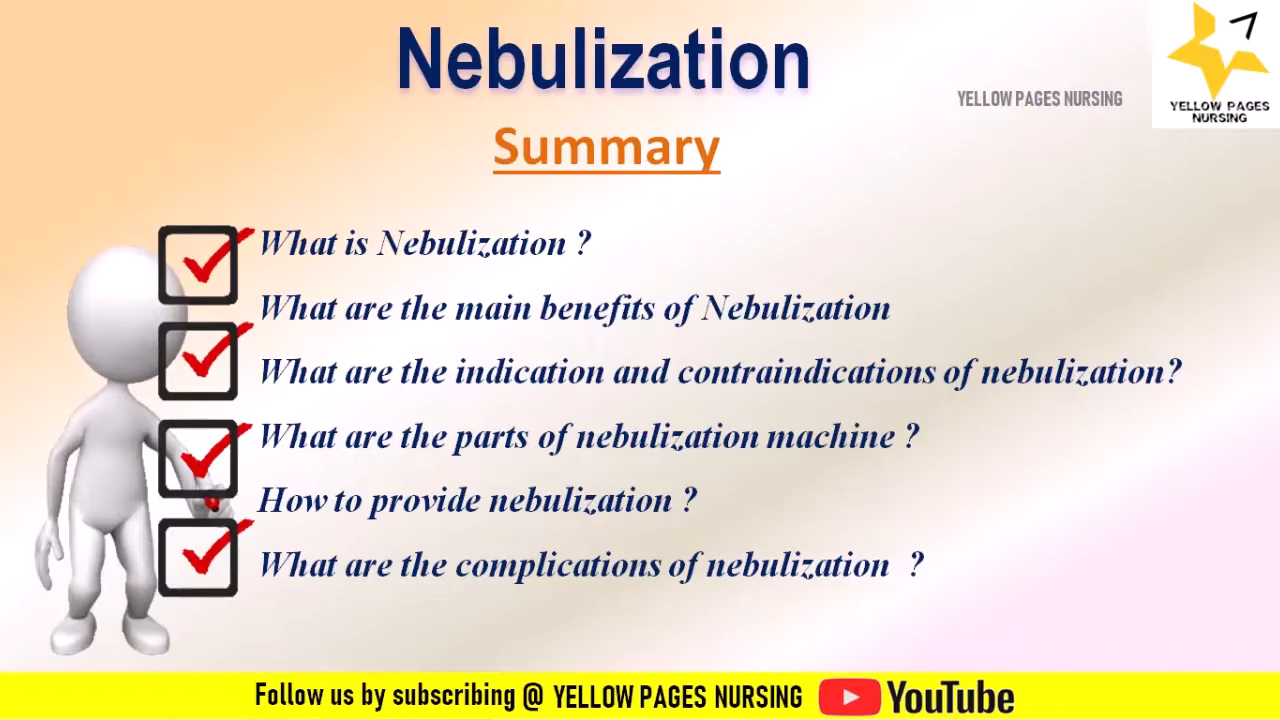 Nebulization
YELLOW PAGES NURSING
YELLOW PAGES
NURSING
Summary
What is Nebulization ?
What are the main benefits of Nebulization
What are the indication and contraindications of nebulization?
What are the parts of nebulization machine ?
How to provide nebulization ?
What are the complications of nebulization ?
Follow us by subscribing @ YELLOW PAGES NURSING YouTube